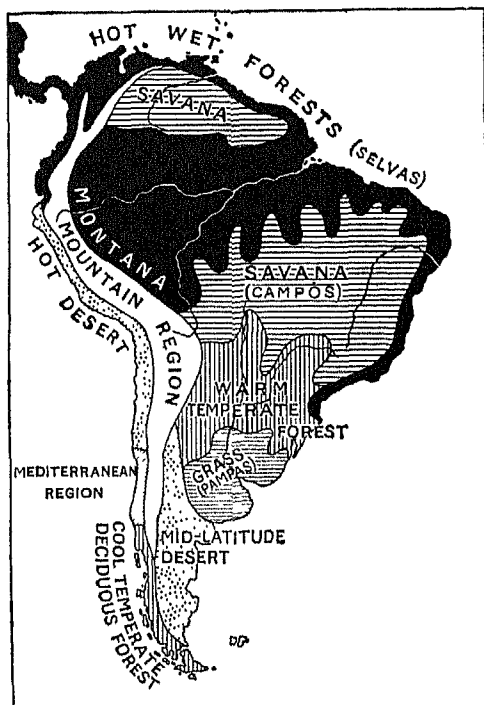 HOT WET FORESTS (SELVAS)
SAVANA
MONTANA
(MOUNTAIN REGION
HOT DESERT
SAVANA
(CAMPÓS)
WARM
TEMPERATE
FOREST
GRASS
(PAMPAS)
MEDITERRANEAN
REGION
MID-LATITUDE
DESERT
COOL TEMPERATE
DECIDUOUS FOREST